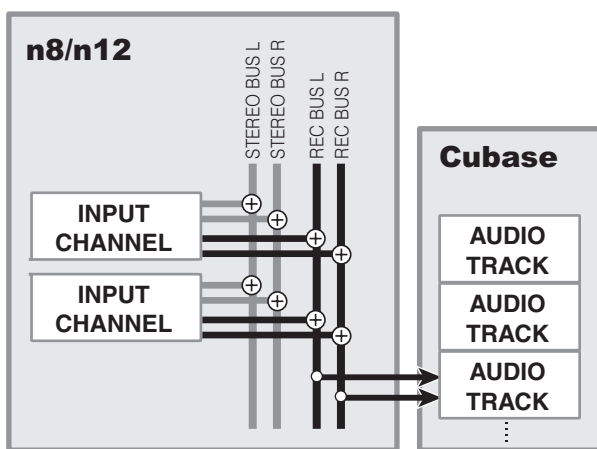 n8/n12
STEREO BUS L
STEREO BUS R
REC BUS L
REC BUS R
INPUT
CHANNEL
INPUT
CHANNEL
Cubase
AUDIO
TRACK
AUDIO
TRACK
AUDIO
TRACK